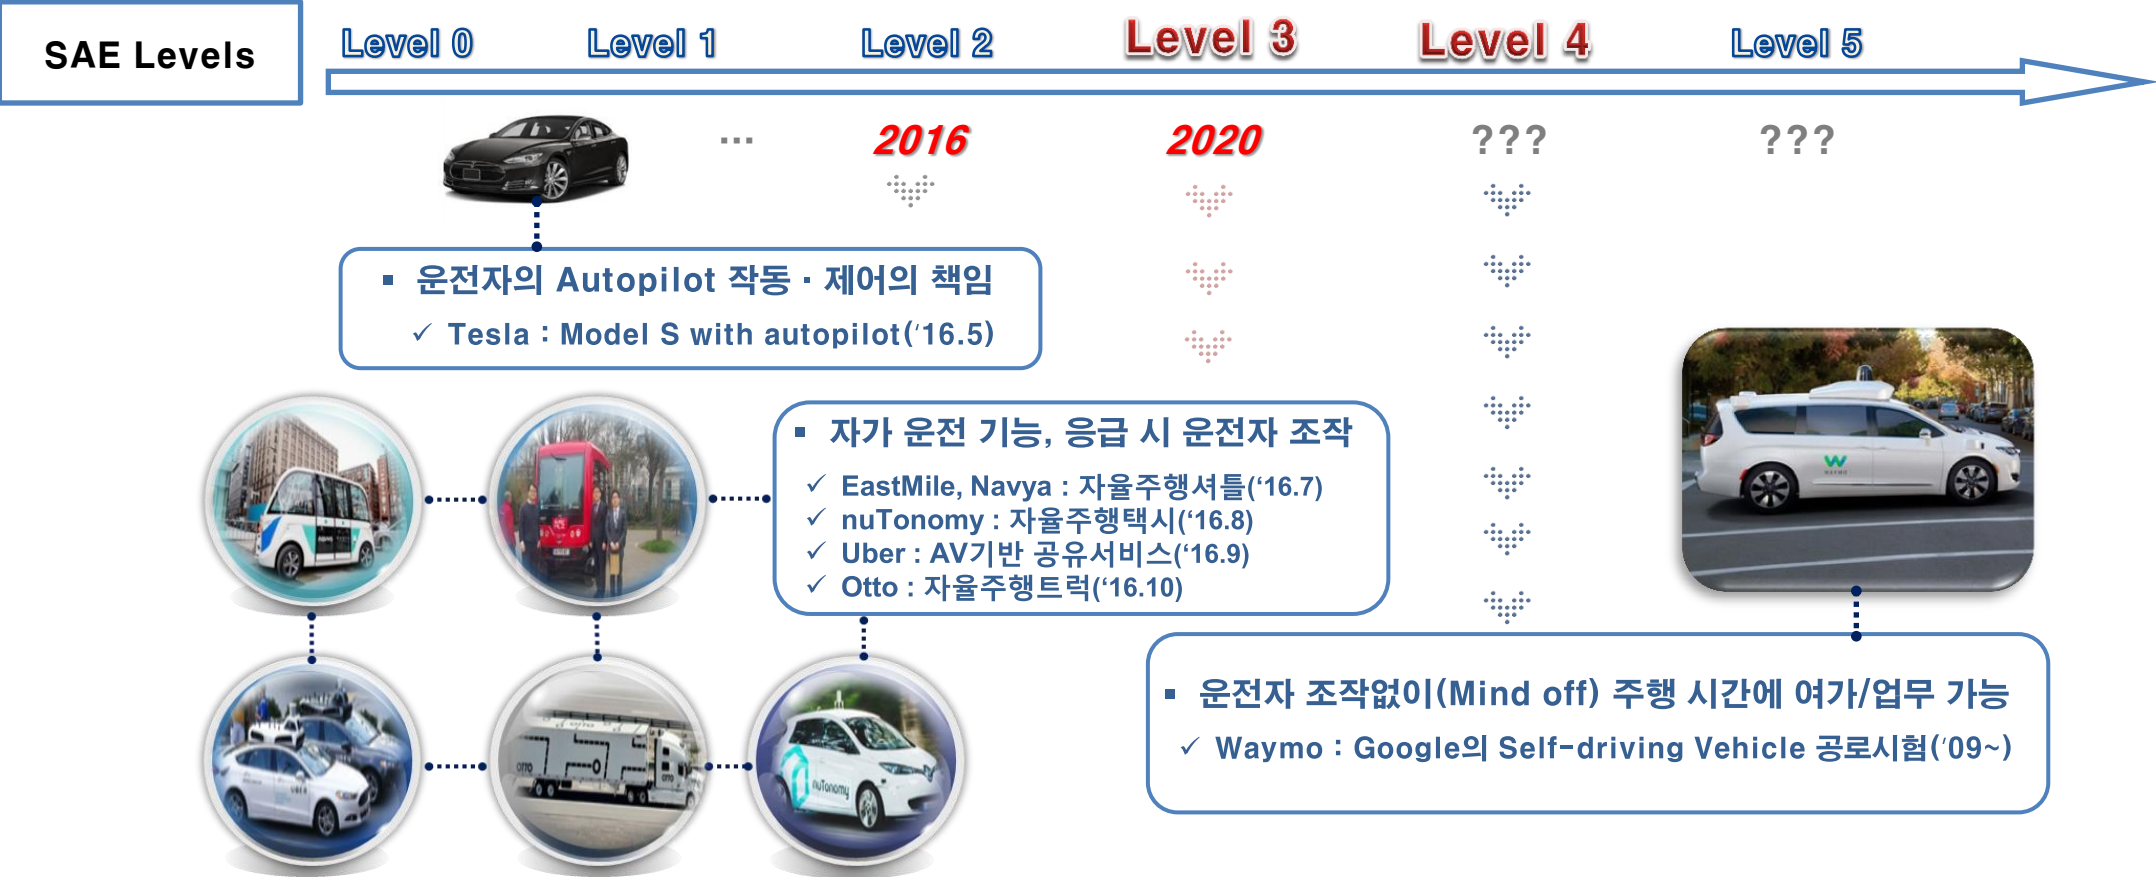 SAE Levels
Level 0
Level 1
Level 2
Level 3
Level 4
Level 5
...
2016
2020
???
???
▪ 운전자의 Autopilot 작동 · 제어의 책임
✓ Tesla : Model S with autopilot(‘16.5)
▪ 자가 운전 기능, 응급 시 운전자 조작
✓ EastMile, Navya : 자율주행셔틀(‘16.7)
✓ nuTonomy : 자율주행택시(‘16.8)
✓ Uber : AV기반 공유서비스(‘16.9)
✓ Otto : 자율주행트럭(‘16.10)
WAYMO
UBER
OTTO
OTTO
nuTonomy
▪ 운전자 조작없이(Mind off) 주행 시간에 여가/업무 가능
✓ Waymo : Google의 Self-driving Vehicle 공로시험(‘09~)